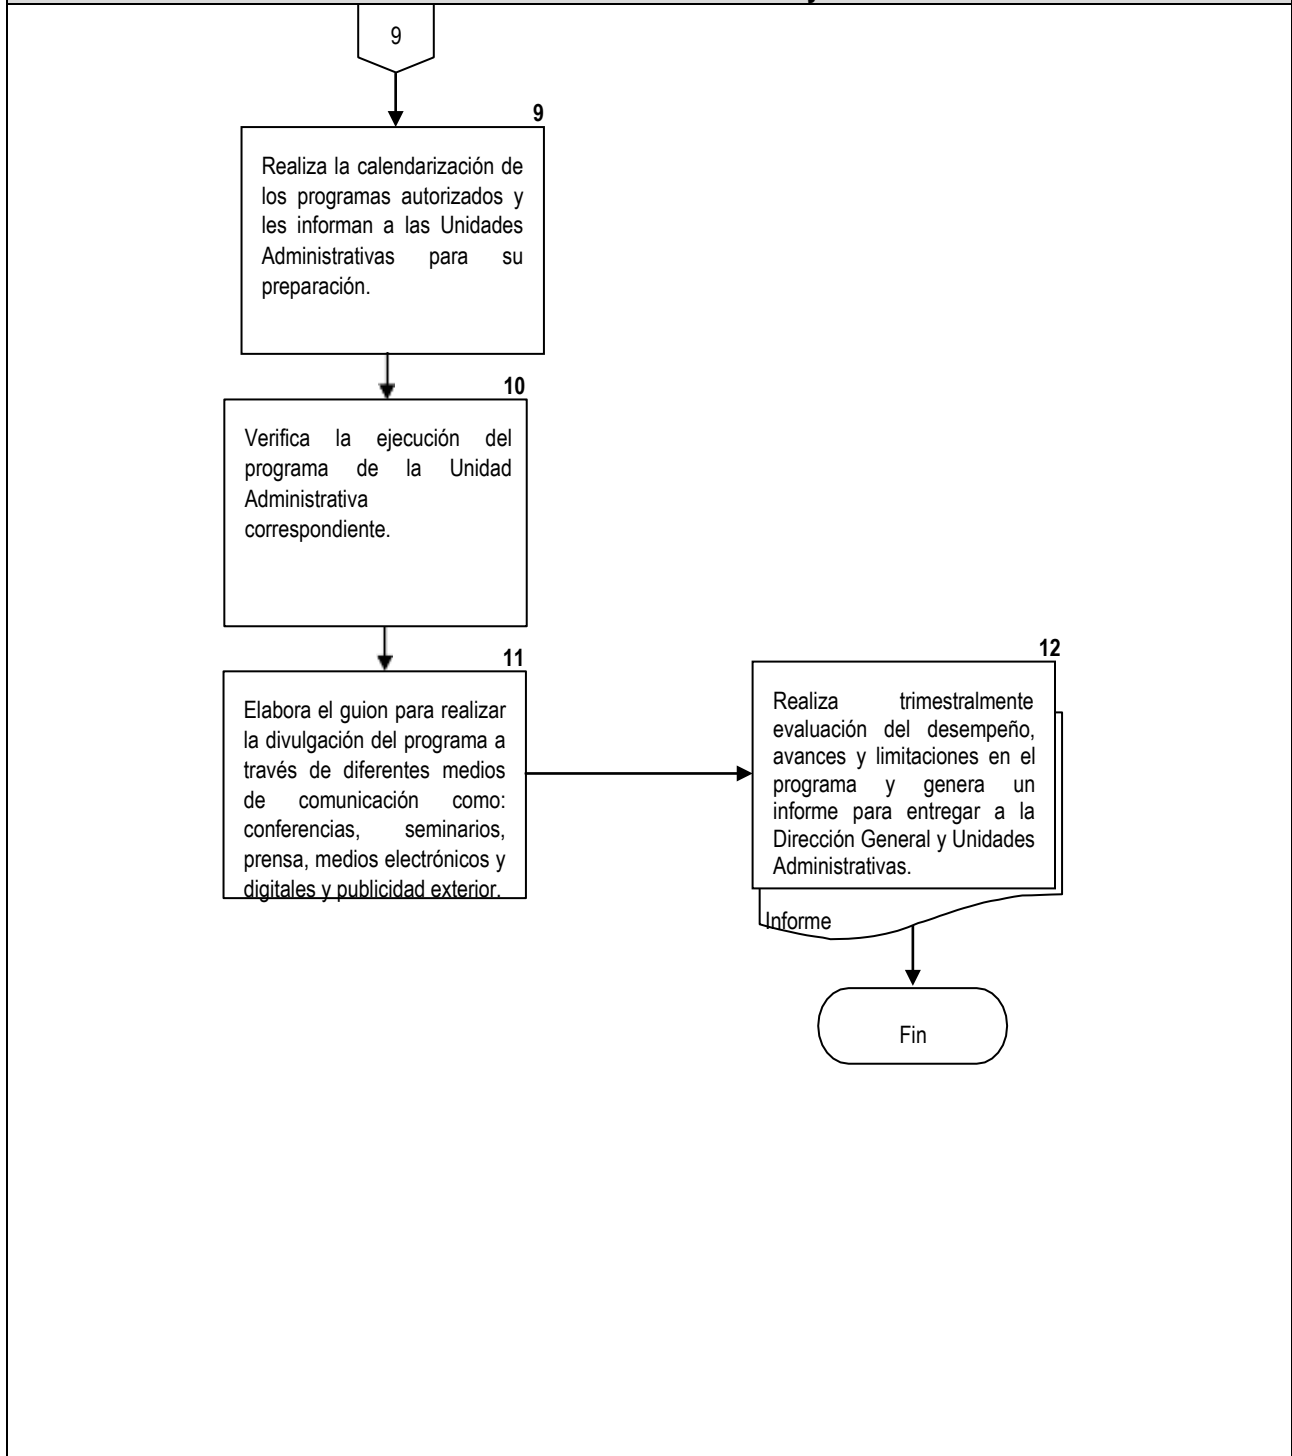 9
9
Realiza la calendarización de
los programas autorizados y
les informan a las Unidades
Administrativas para su
preparación.
10
Verifica la ejecución del
programa de la Unidad
Administrativa
correspondiente.
11
Elabora el guion para realizar
la divulgación del programa a
través de diferentes medios
de comunicación como:
conferencias, seminarios,
prensa, medios electrónicos y
digitales y publicidad exterior.
12
Realiza trimestralmente
evaluación del desempeño,
avances y limitaciones en el
programa y genera un
informe para entregar a la
Dirección General y Unidades
Administrativas.
Informe
Fin